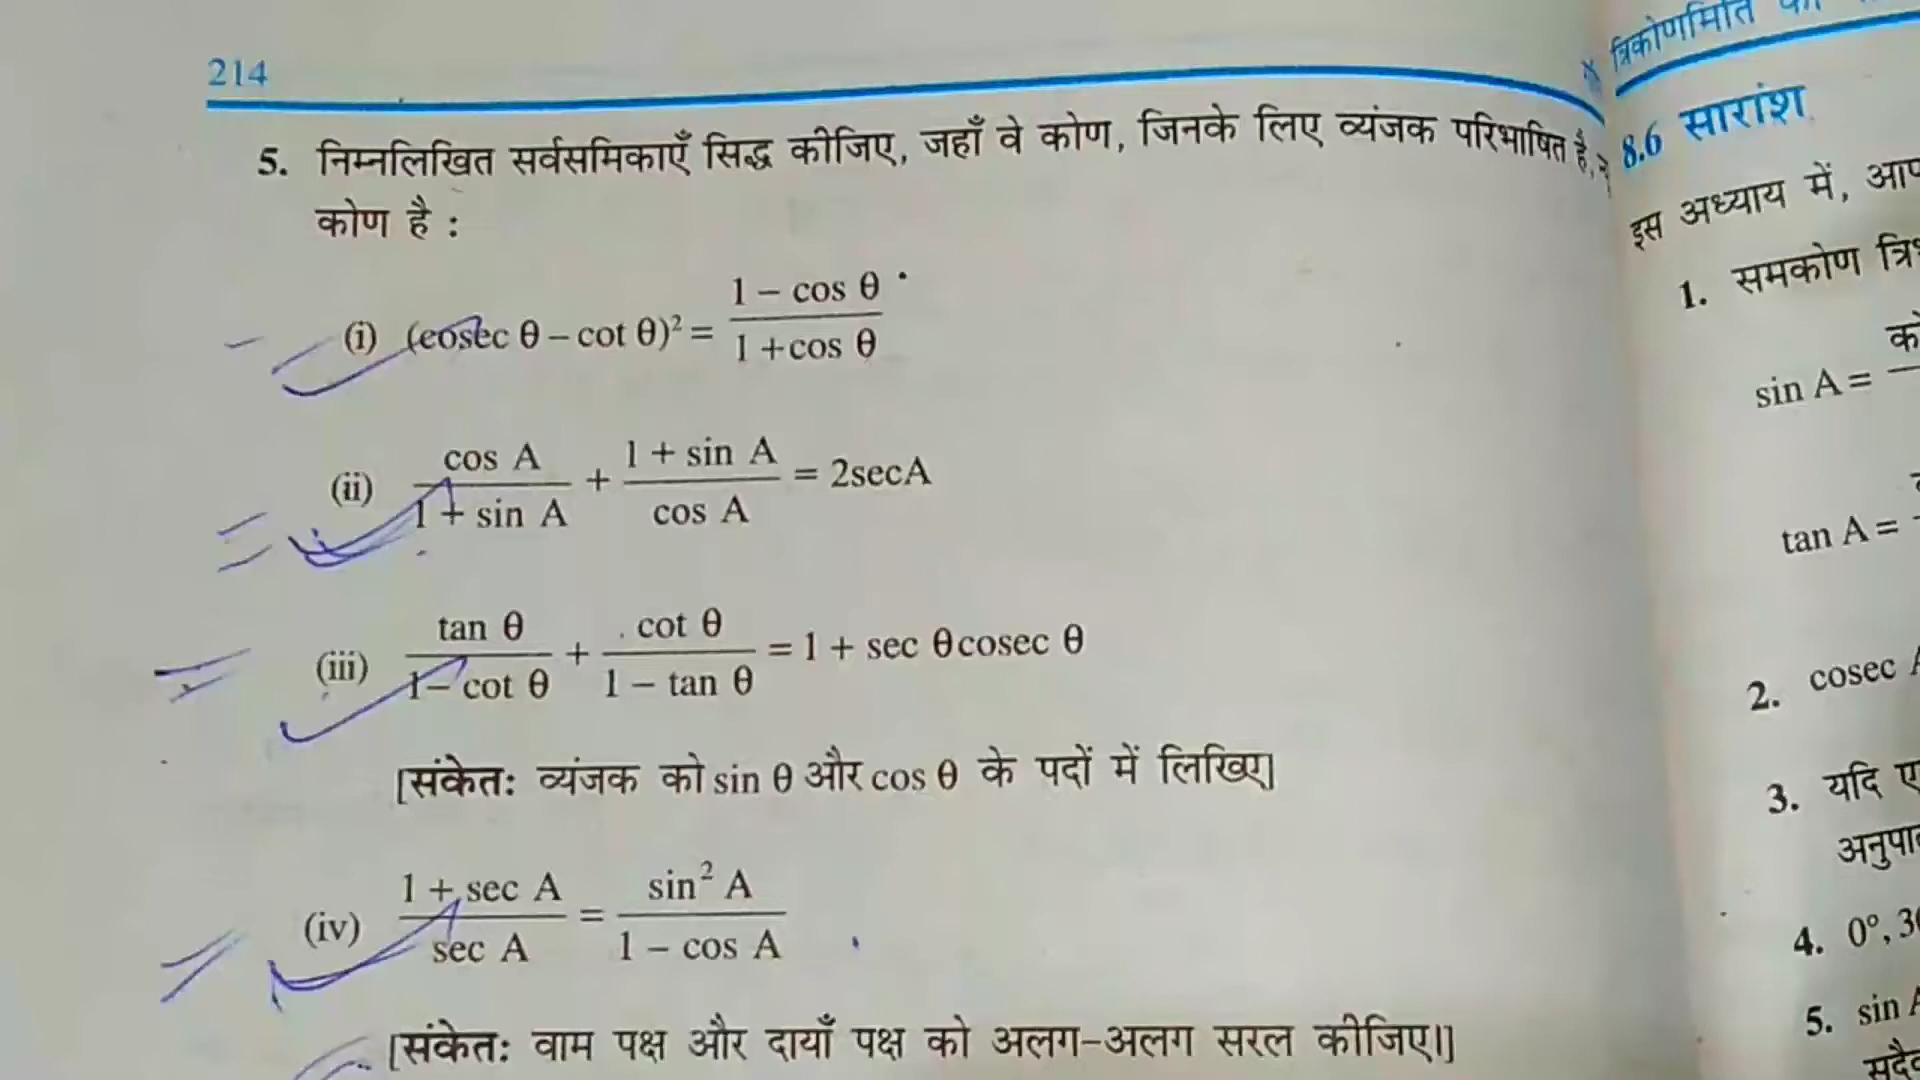 214
5. निम्नलिखित सर्वसमिकाएँ सिद्ध कीजिए, जहाँ वे कोण, जिनके लिए व्यंजक परिभाषित है,
कोण है :
(i) (cosec θ – cot θ)² = (1 – cos θ)/(1 + cos θ)
(ii) cos A/(1 + sin A) + (1 + sin A)/cos A = 2secA
(iii) tan θ/(1 – cot θ) + cot θ/(1 – tan θ) = 1 + sec θ cosec θ
[संकेतः व्यंजक को sin θ और cos θ के पदों में लिखिए]
(iv) (1 + sec A)/sec A = sin² A/(1 – cos A)
[संकेतः वाम पक्ष और दायाँ पक्ष को अलग-अलग सरल कीजिए।]
त्रिकोणमिति
8.6 सारांश
इस अध्याय में,
1. समकोण
sin A =
tan A =
2. cosec
3. यदि
4. 0°,
5. sin